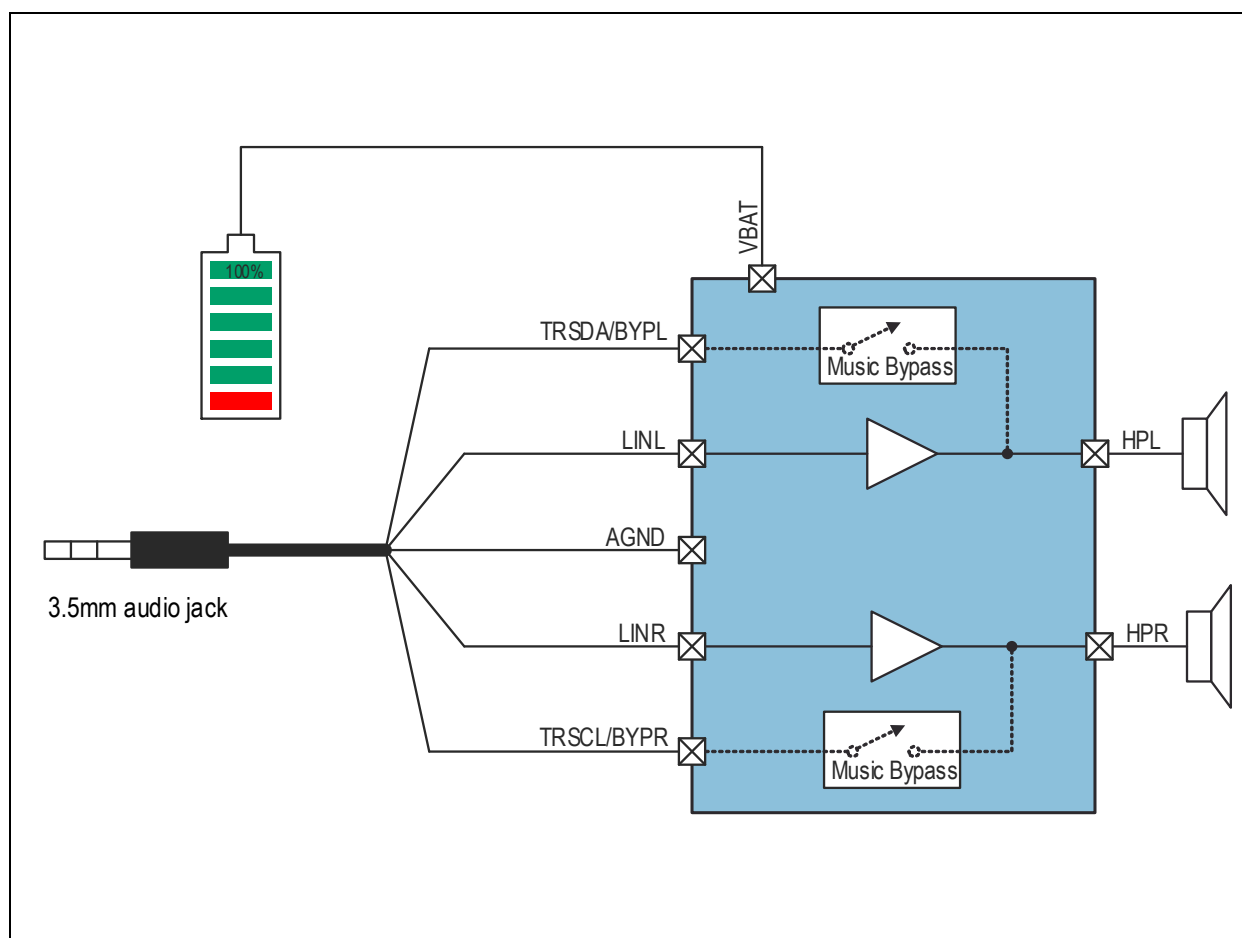 VBAT
100%
TRSDA/BYPL
Music Bypass
LINL
HPL
AGND
3.5mm audio jack
LINR
HPR
TRSCL/BYPR
Music Bypass